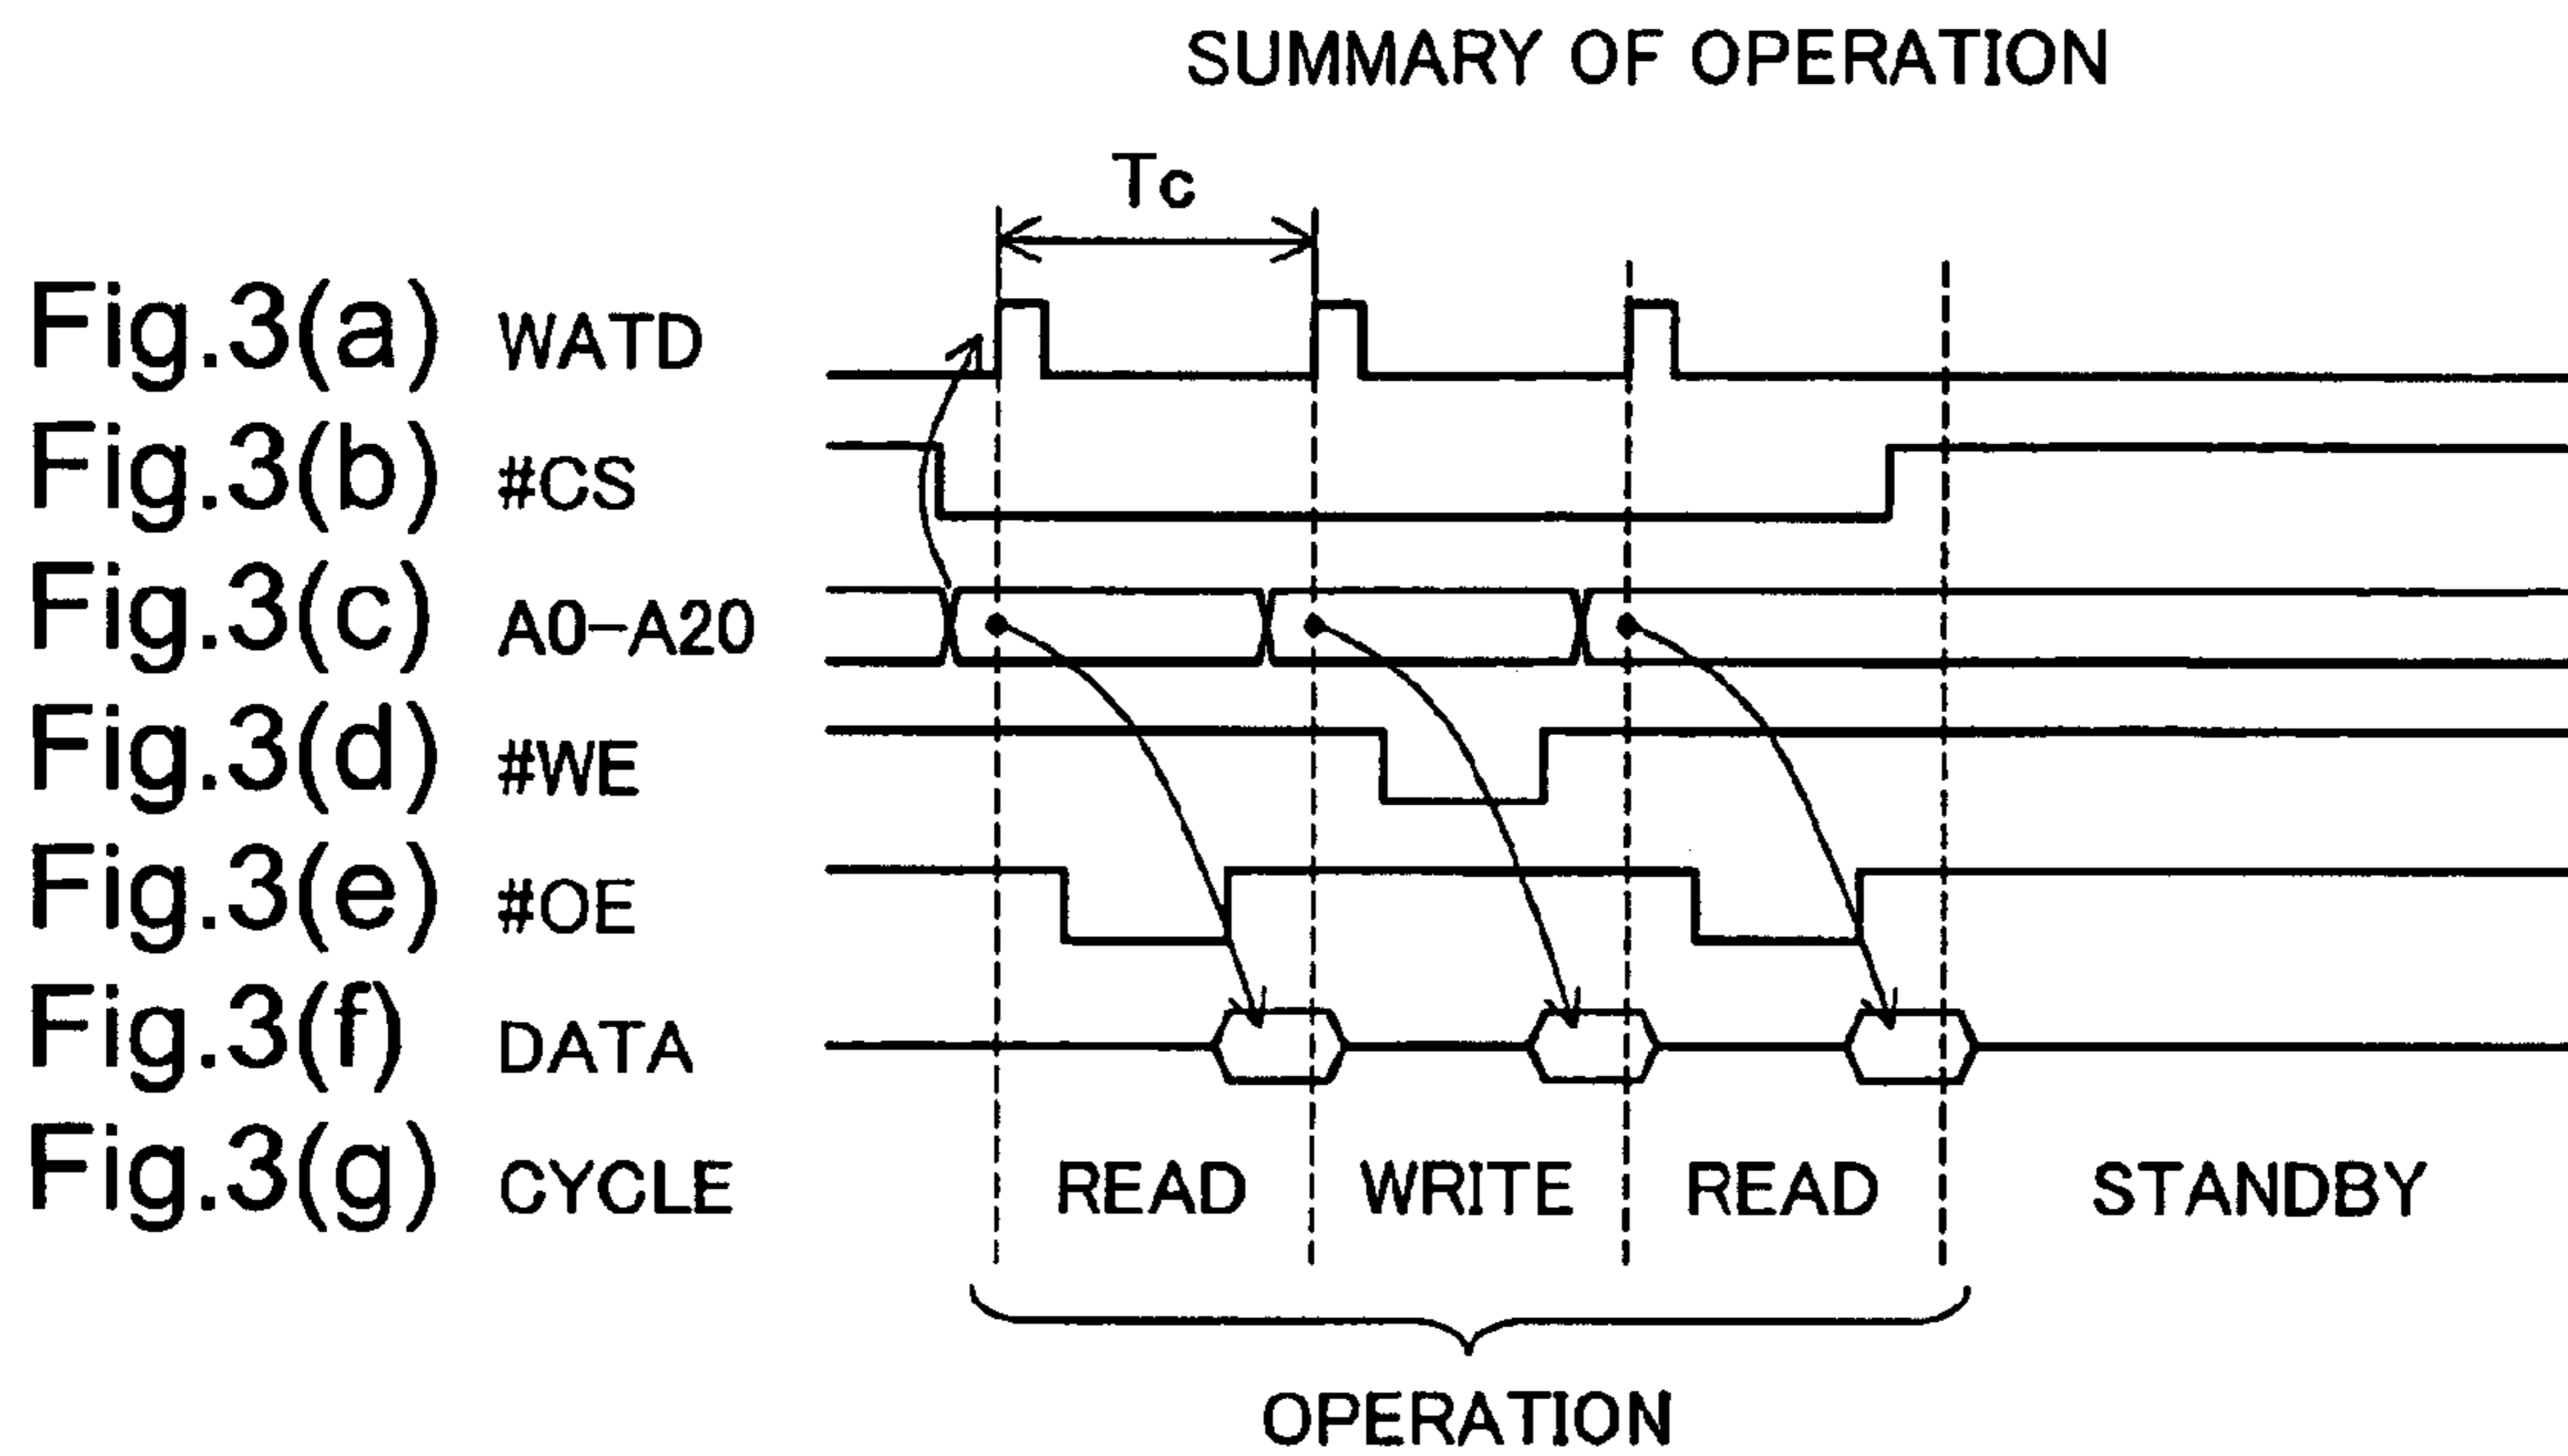 SUMMARY OF OPERATION
Tc
Fig.3(a) WATD
Fig.3(b) #CS
Fig.3(c) A0-A20
Fig.3(d) #WE
Fig.3(e) #OE
Fig.3(f) DATA
Fig.3(g) CYCLE READ WRITE READ STANDBY
OPERATION